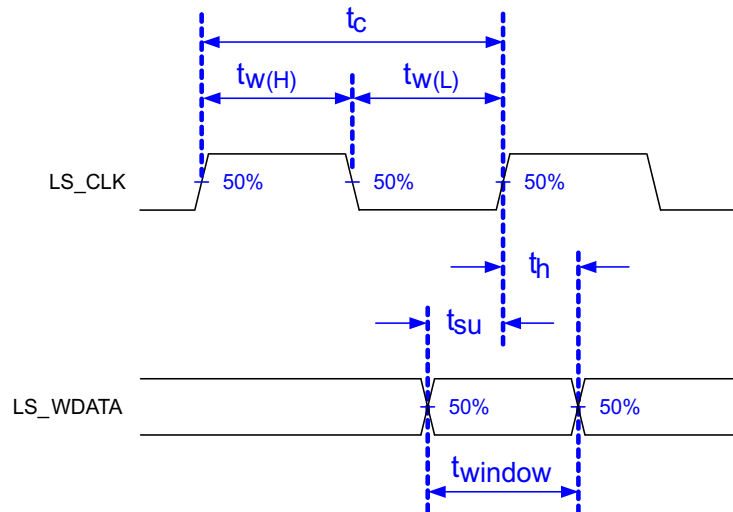 tc
tw(H) tw(L)
LS_CLK 50% 50% 50%
th
tsu
LS_WDATA 50% 50%
twindow